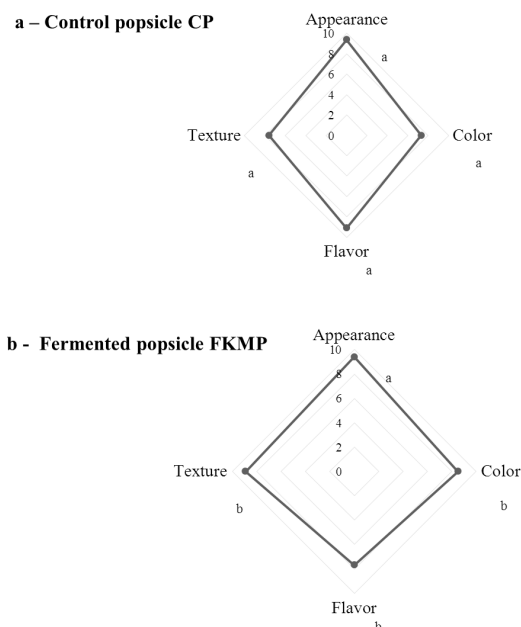 a – Control popsicle CP
Appearance
10
a
8
6
4
2
0
Texture
Color
a
a
Flavor
a
b - Fermented popsicle FKMP
Appearance
10
a
8
6
4
2
0
Texture
Color
b
b
Flavor
b